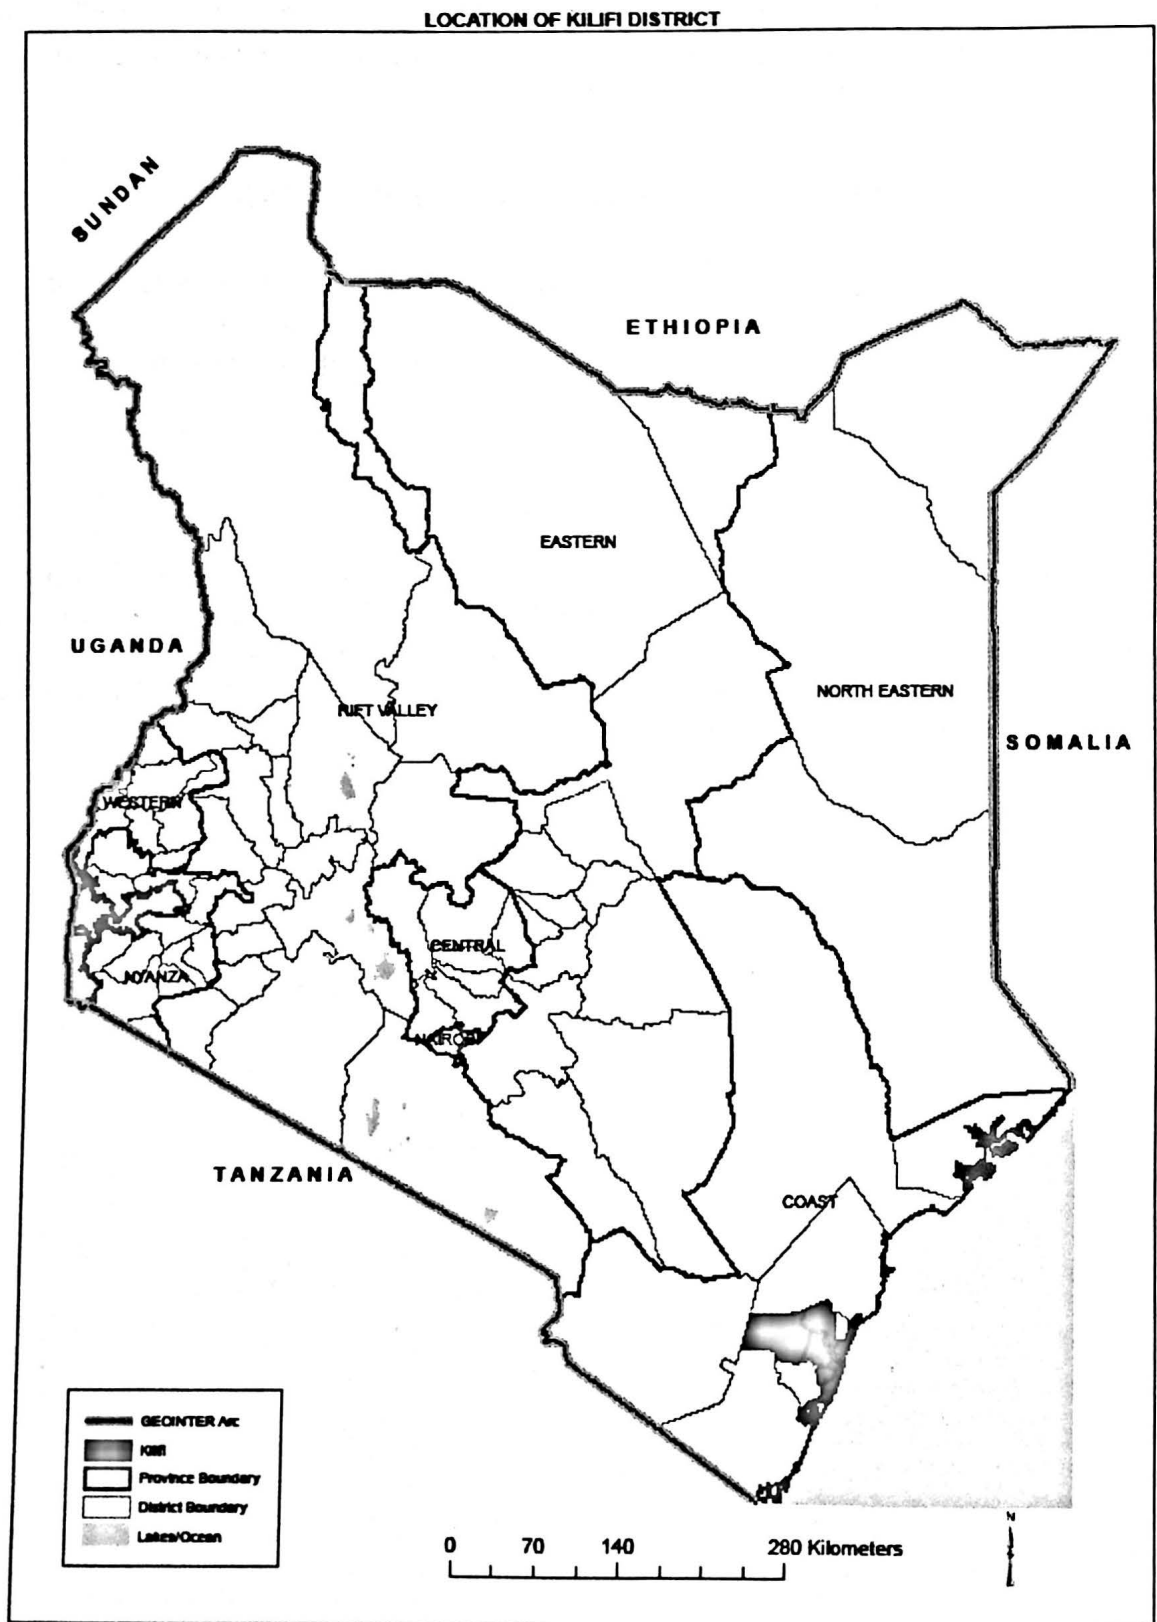 LOCATION OF KILIFI DISTRICT
SUNDAN
ETHIOPIA
EASTERN
UGANDA
NORTH EASTERN
RIFT VALLEY
SOMALIA
WESTERN
CENTRAL
NYANZA
NAIROBI
TANZANIA
COAST
GEOINTER Arc
Kilifi
Province Boundary
District Boundary
Lakes/Ocean
N
0 70 140 280 Kilometers